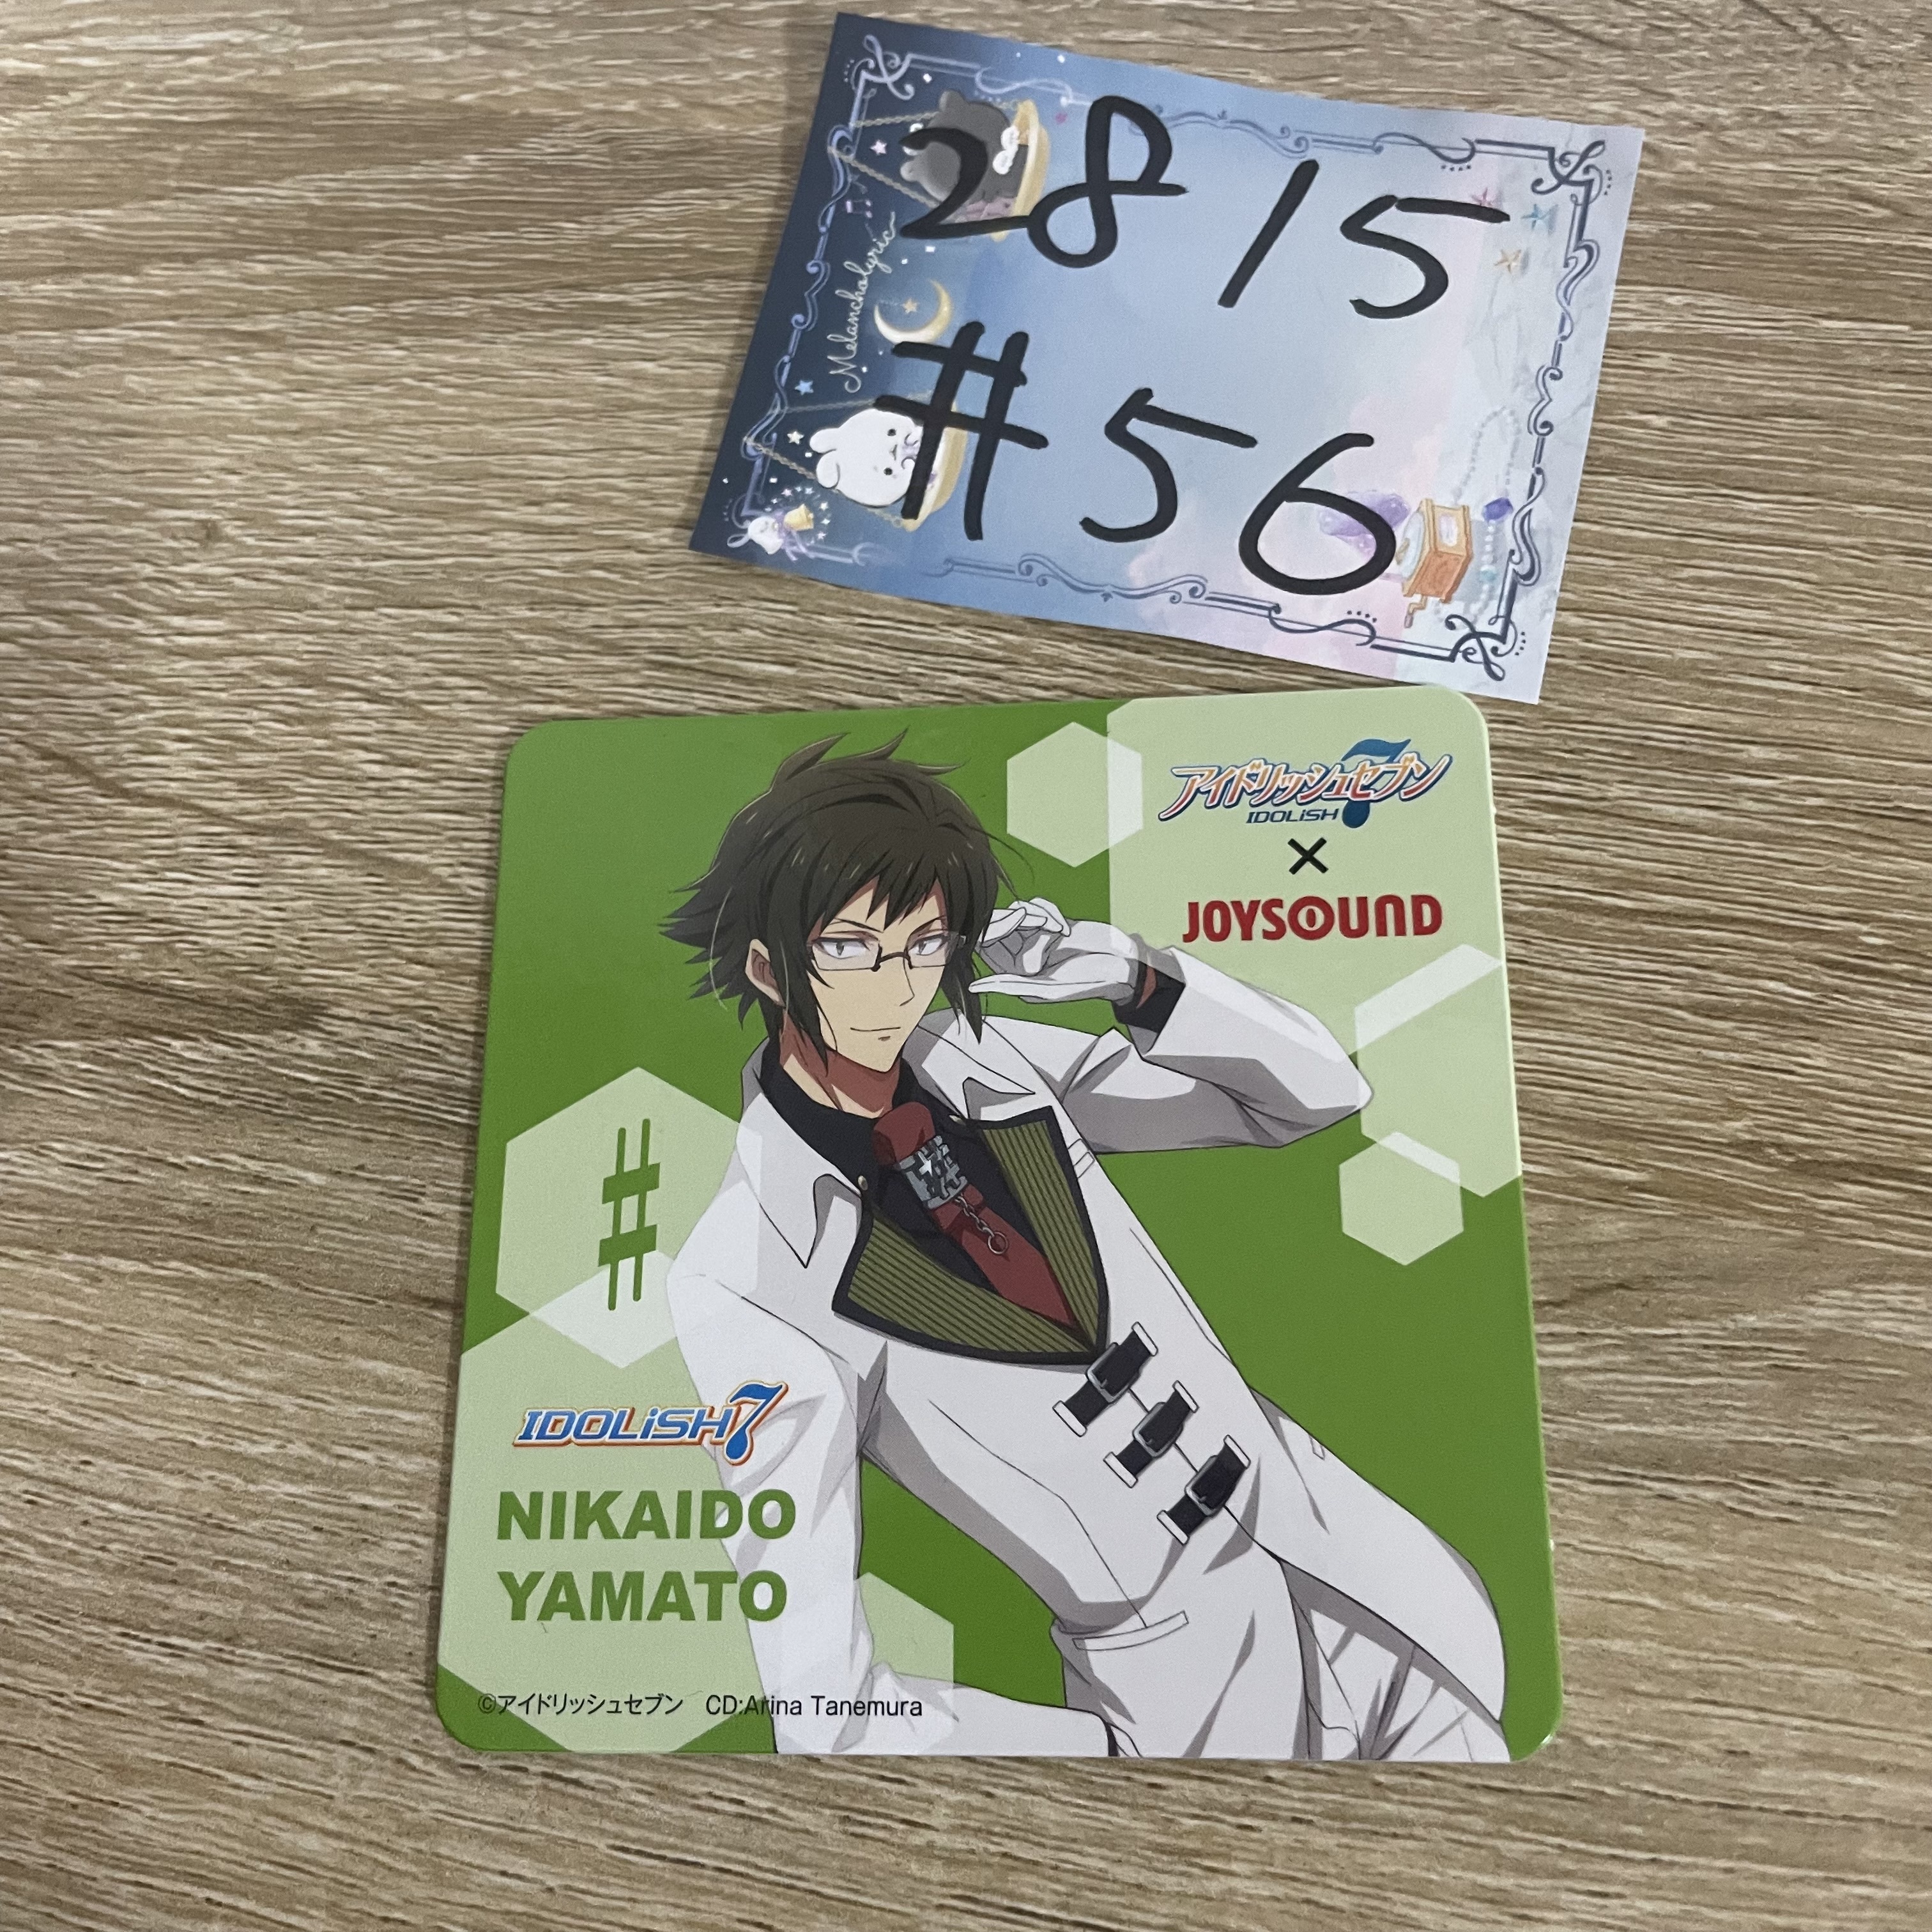 2815
Melancholyric
#56
アイドリッシュセブン
IDOLiSH7
×
JOYSOUND
#
IDOLiSH7
NIKAIDO
YAMATO
©アイドリッシュセブン CD:Arina Tanemura